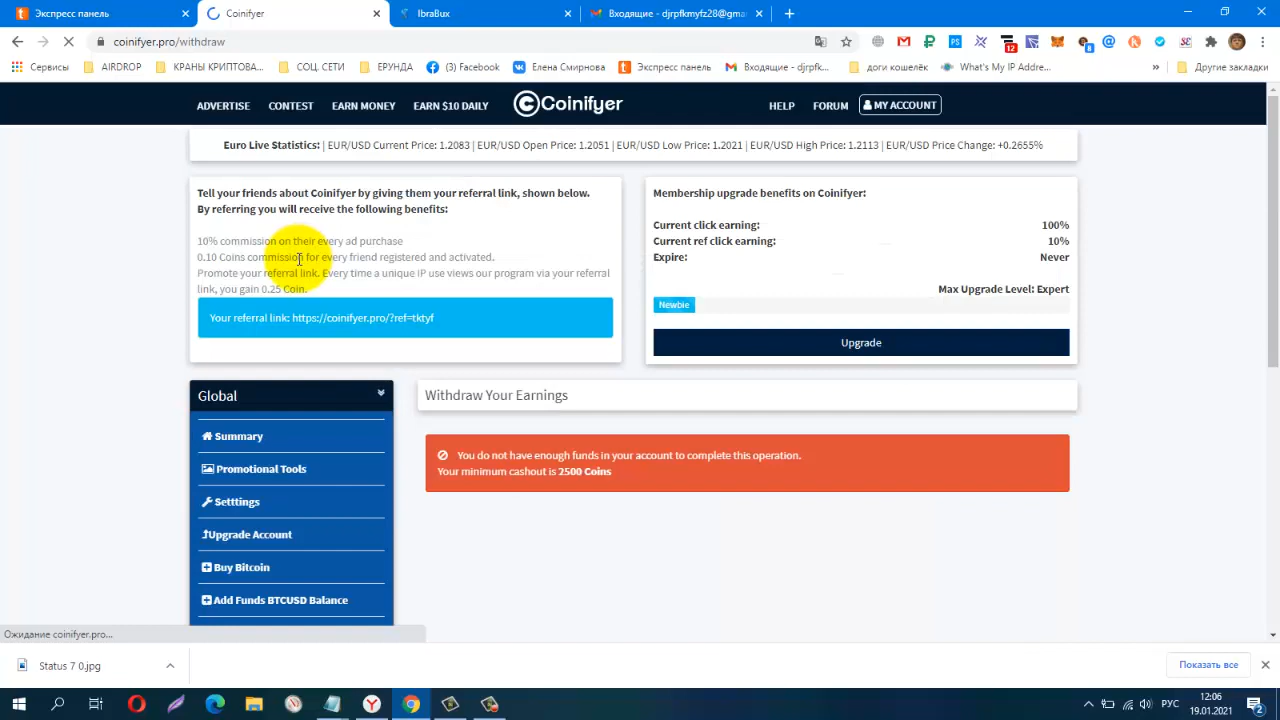 Экспресс панель
Coinifyer
IbraBux
Входящие - djrpfkmyfz28@gma
coinifyer.pro/withdraw
12
8
Сервисы
AIRDROP
КРАНЫ КРИПТОВА...
СОЦ. СЕТИ
ЕРУНДА
(3) Facebook
Елена Смирнова
Экспресс панель
Входящие - djrpfk...
доги кошелёк
What's My IP Addre...
»
Другие закладки
ADVERTISE
CONTEST
EARN MONEY
EARN $10 DAILY
Coinifyer
HELP
FORUM
MY ACCOUNT
Euro Live Statistics: | EUR/USD Current Price: 1.2083 | EUR/USD Open Price: 1.2051 | EUR/USD Low Price: 1.2021 | EUR/USD High Price: 1.2113 | EUR/USD Price Change: +0.2655%
Tell your friends about Coinifyer by giving them your referral link, shown below.
By referring you will receive the following benefits:
10% commission on their every ad purchase
0.10 Coins commission for every friend registered and activated.
Promote your referral link. Every time a unique IP use views our program via your referral
link, you gain 0.25 Coin.
Your referral link: https://coinifyer.pro/?ref=tktyf
Membership upgrade benefits on Coinifyer:
Current click earning: 100%
Current ref click earning: 10%
Expire: Never
Max Upgrade Level: Expert
Newbie
Upgrade
Global
Summary
Promotional Tools
Setttings
Upgrade Account
Buy Bitcoin
Add Funds BTCUSD Balance
Withdraw Your Earnings
You do not have enough funds in your account to complete this operation.
Your minimum cashout is 2500 Coins
Ожидание coinifyer.pro...
Status 7 0.jpg
Показать все
РУС
12:06
19.01.2021
2